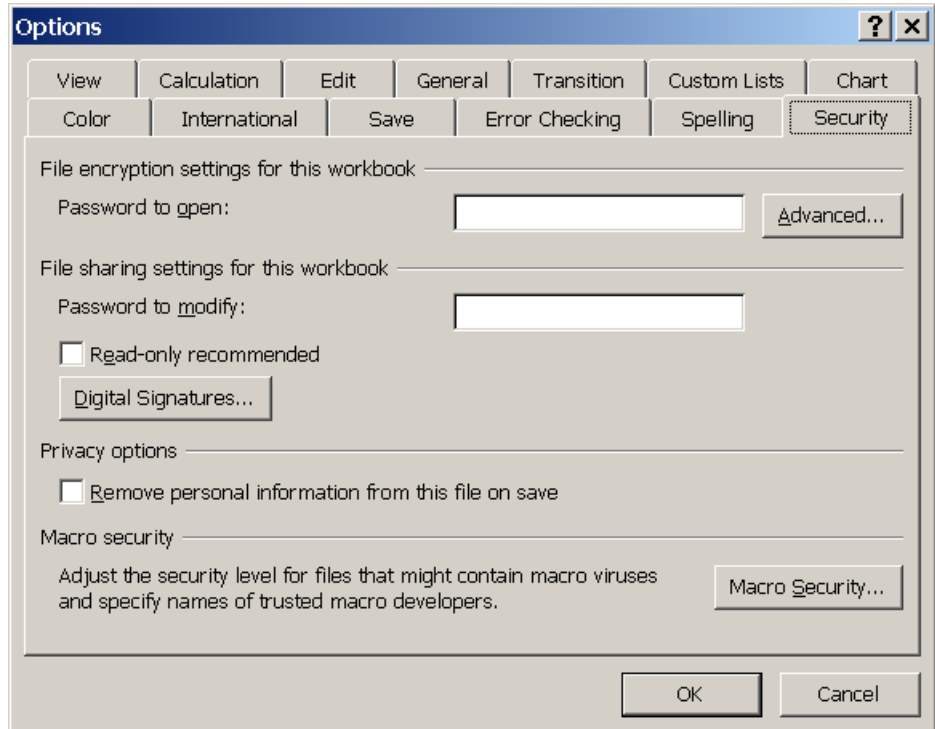 Options
View Calculation Edit General Transition Custom Lists Chart
Color International Save Error Checking Spelling Security
File encryption settings for this workbook
Password to open: Advanced...
File sharing settings for this workbook
Password to modify:
Read-only recommended
Digital Signatures...
Privacy options
Remove personal information from this file on save
Macro security
Adjust the security level for files that might contain macro viruses
and specify names of trusted macro developers.
Macro Security...
OK Cancel